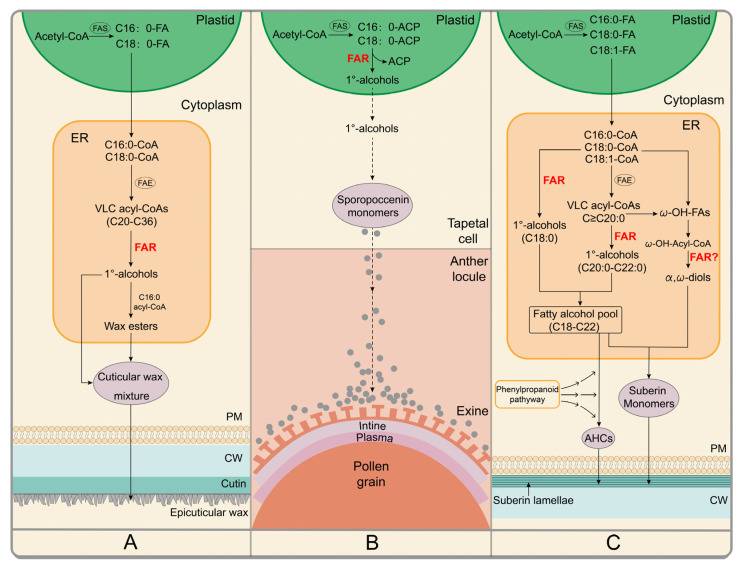 Plastid
FAS
C16: 0-FA
Acetyl-CoA
C18: 0-FA
Cytoplasm
ER
C16:0-CoA
C18:0-CoA
FAE
VLC acyl-CoAs
(C20-C36)
FAR
1°-alcohols
C16:0
acyl-CoA
Wax esters
Cuticular wax
mixture
PM
CW
Cutin
Epicuticular wax
A
Plastid
FAS
C16: 0-ACP
Acetyl-CoA
C18: 0-ACP
FAR
ACP
1°-alcohols
1°-alcohols
Sporopoccenin
monomers
Tapetal
cell
Anther
locule
Exine
Intine
Plasma
Pollen
grain
B
Plastid
C16:0-FA
FAS
Acetyl-CoA
C18:0-FA
C18:1-FA
Cytoplasm
ER
C16:0-CoA
C18:0-CoA
C18:1-CoA
FAR
FAE
VLC acyl-CoAs
C≥C20:0
ω-OH-FAs
1°-alcohols
(C18:0)
FAR
ω-OH-Acyl-CoA
1°-alcohols
(C20:0-C22:0)
FAR?
α,ω-diols
Fatty alcohol pool
(C18-C22)
Phenylpropanoid
pathyway
Suberin
Monomers
AHCs
PM
Suberin lamellae
CW
C